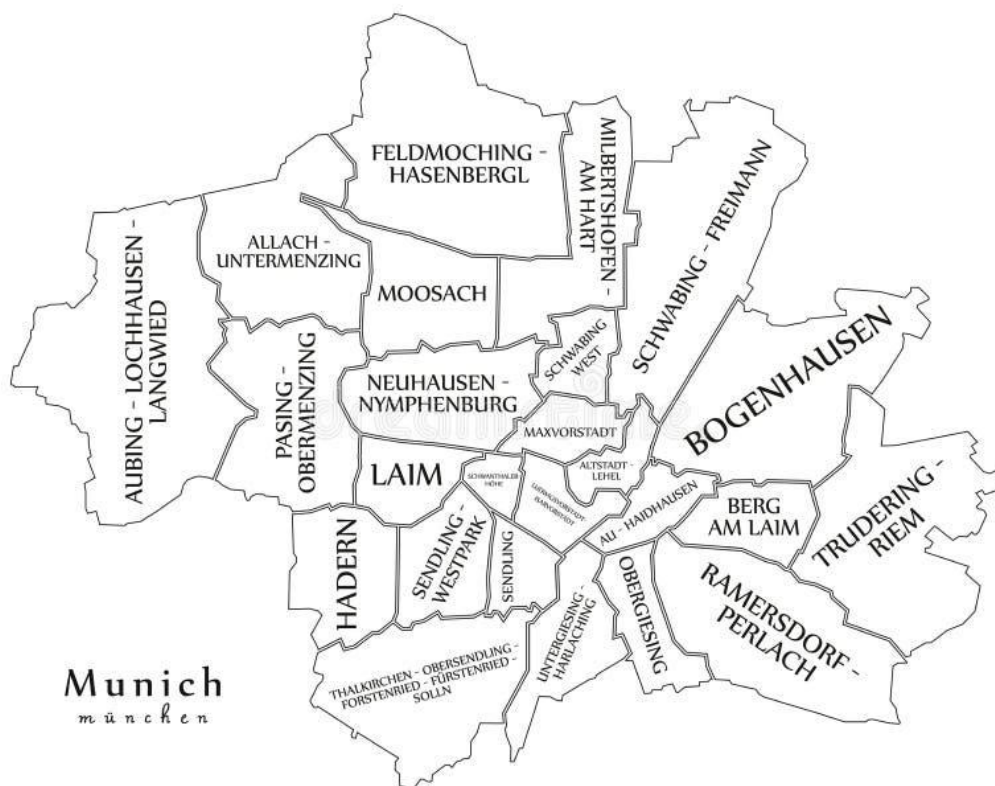 FELDMOCHING -
HASENBERGL
MILBERTSHOFEN -
AM HART
SCHWABING - FREIMANN
ALLACH -
UNTERMENZING
AUBING - LOCHHAUSEN -
LANGWIED
MOOSACH
BOGENHAUSEN
SCHWABING
WEST
PASING -
OBERMENZING
NEUHAUSEN -
NYMPHENBURG
MAXVORSTADT
LAIM
SCHWANTHALER
HÖHE
ALTSTADT -
LEHEL
AU - HAIDHAUSEN
BERG
AM LAIM
TRUDERING -
RIEM
HADERN
SENDLING -
WESTPARK
SENDLING
OBERGIESING
RAMERSDORF -
PERLACH
UNTERGIESING -
HARLACHING
THALKIRCHEN - OBERSENDLING -
FORSTENRIED - FÜRSTENRIED -
SOLLN
Munich
münchen